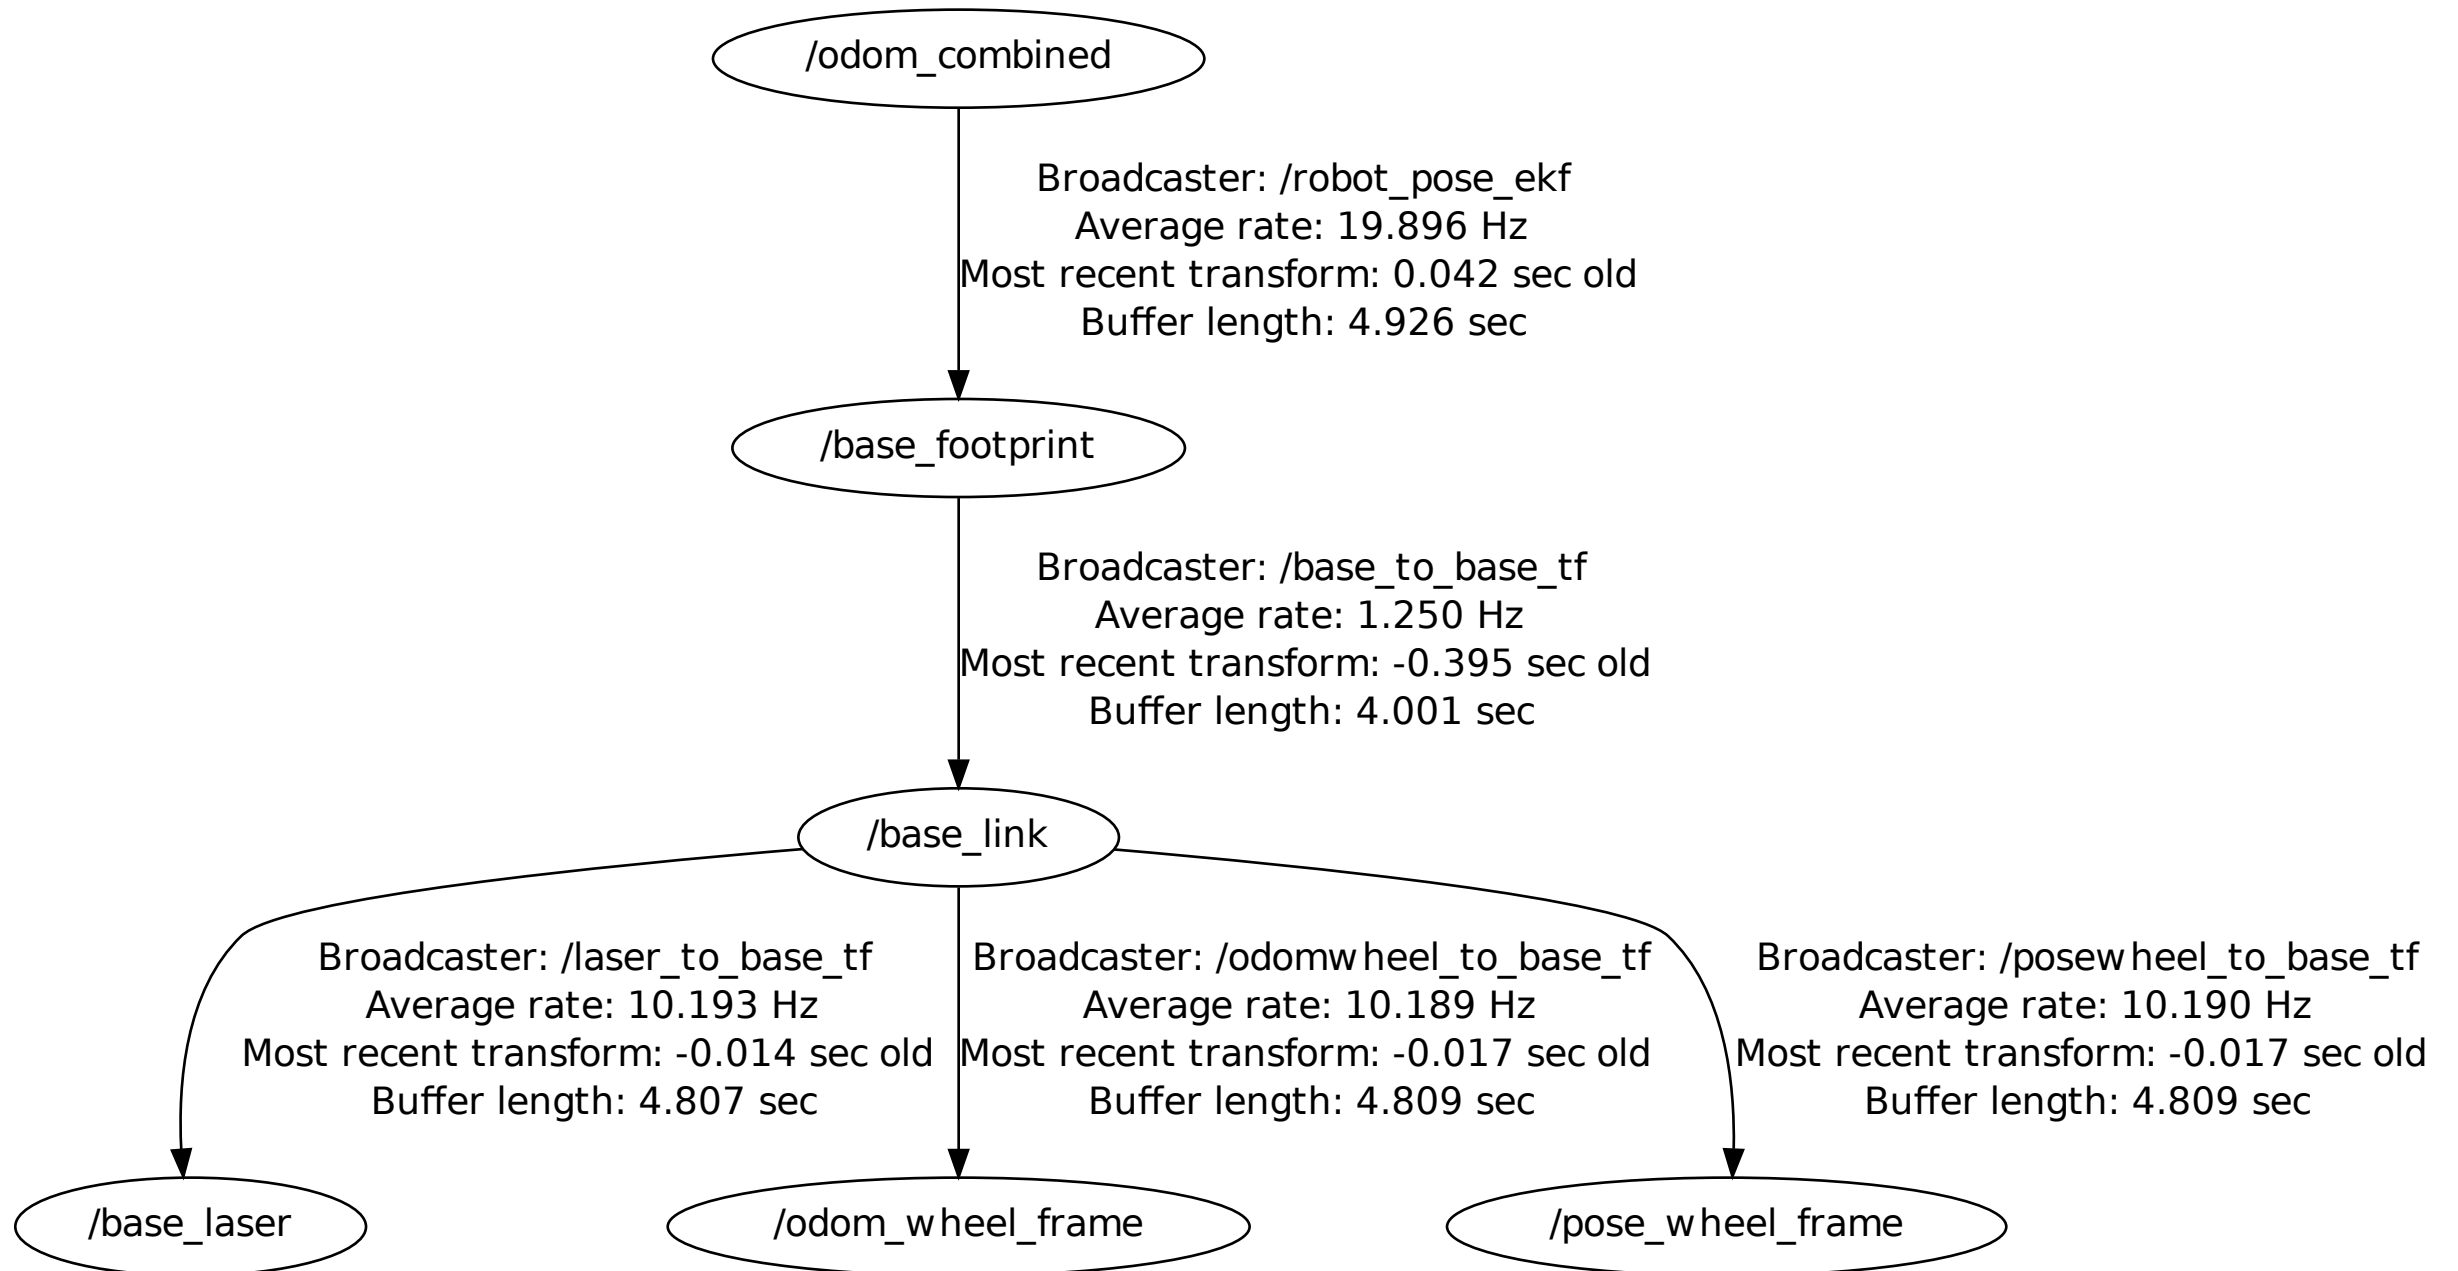 /odom_combined
Broadcaster: /robot_pose_ekf
Average rate: 19.896 Hz
Most recent transform: 0.042 sec old
Buffer length: 4.926 sec
/base_footprint
Broadcaster: /base_to_base_tf
Average rate: 1.250 Hz
Most recent transform: -0.395 sec old
Buffer length: 4.001 sec
/base_link
Broadcaster: /laser_to_base_tf
Average rate: 10.193 Hz
Most recent transform: -0.014 sec old
Buffer length: 4.807 sec
Broadcaster: /odomwheel_to_base_tf
Average rate: 10.189 Hz
Most recent transform: -0.017 sec old
Buffer length: 4.809 sec
Broadcaster: /posewheel_to_base_tf
Average rate: 10.190 Hz
Most recent transform: -0.017 sec old
Buffer length: 4.809 sec
/base_laser
/odom_wheel_frame
/pose_wheel_frame